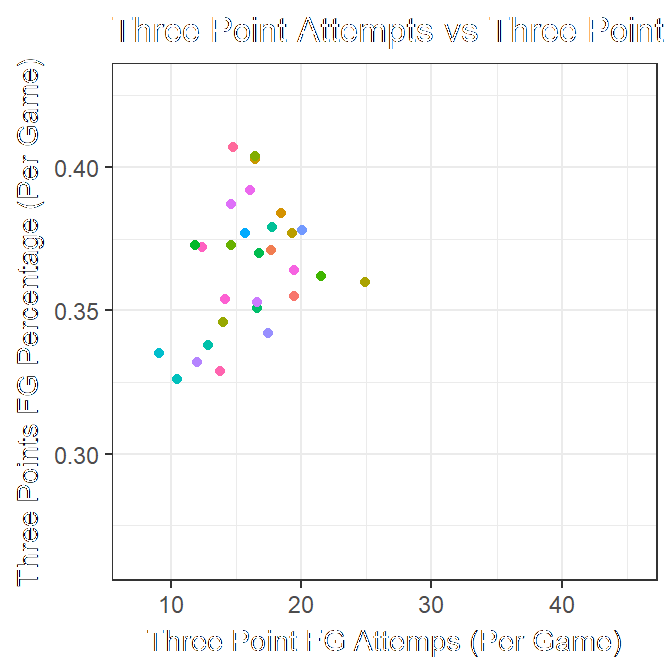 Three Point Attempts vs Three Point
Three Points FG Percentage (Per Game)
0.40
0.35
0.30
10 20 30 40
Three Point FG Attemps (Per Game)